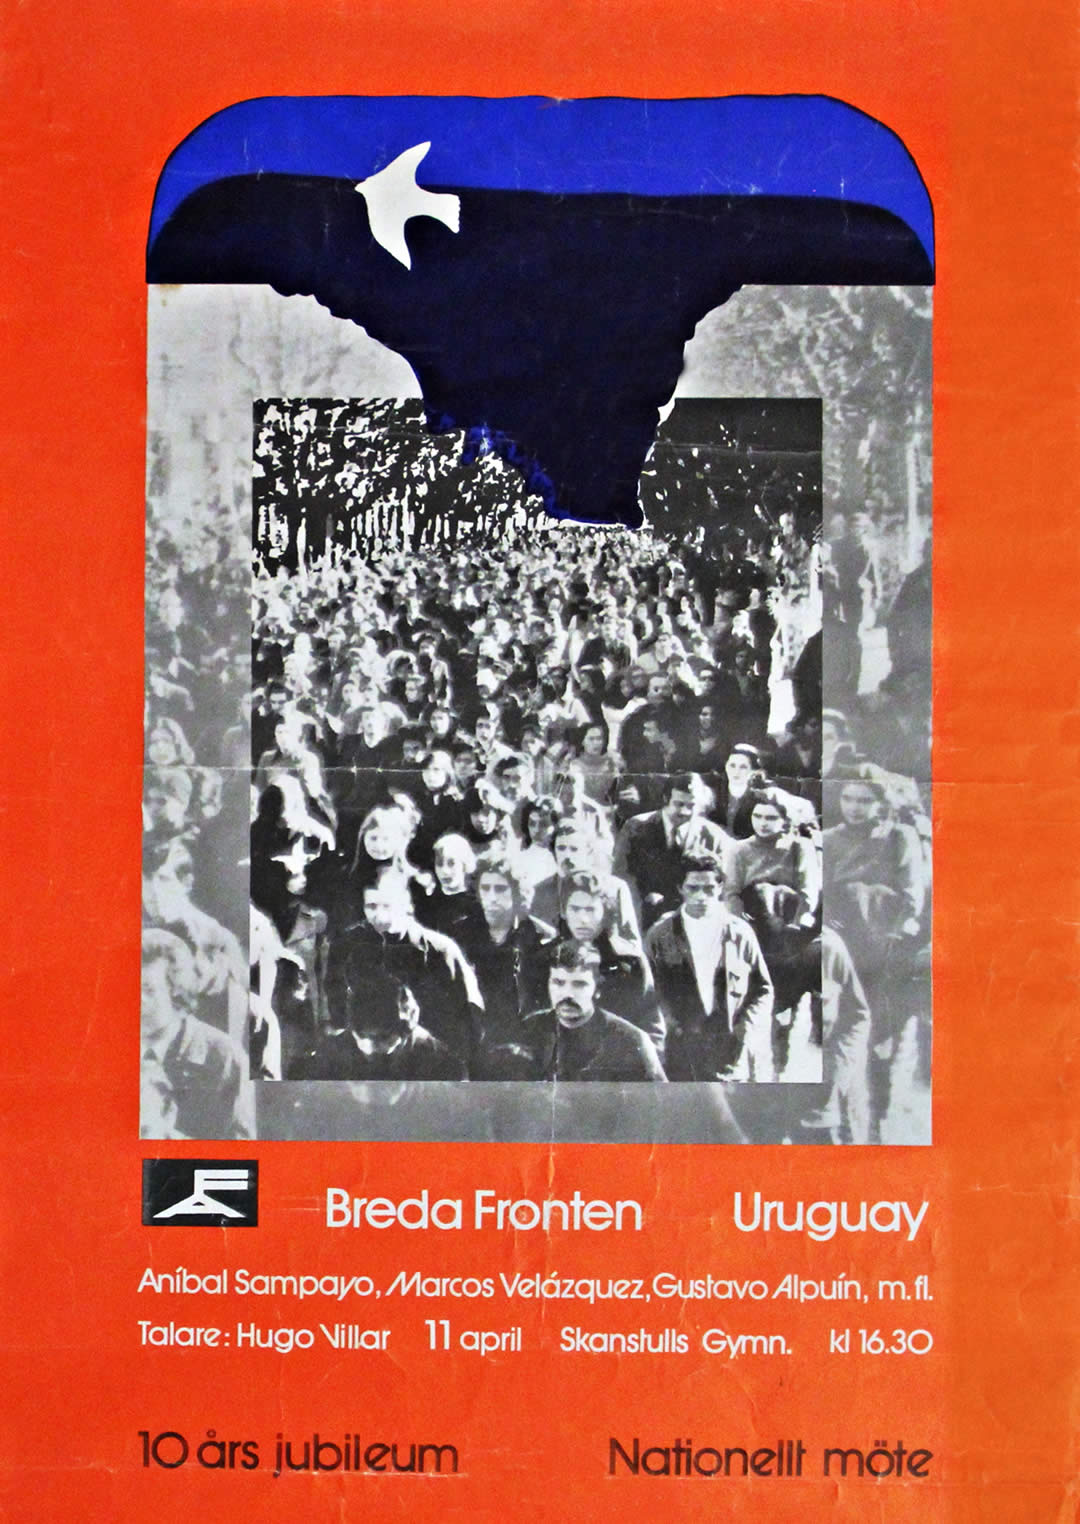 Breda Fronten Uruguay
Aníbal Sampayo, Marcos Velázquez, Gustavo Alpuín, m. fl.
Talare: Hugo Villar 11 april Skanstulls Gymn. kl 16.30
10 års jubileum Nationellt möte